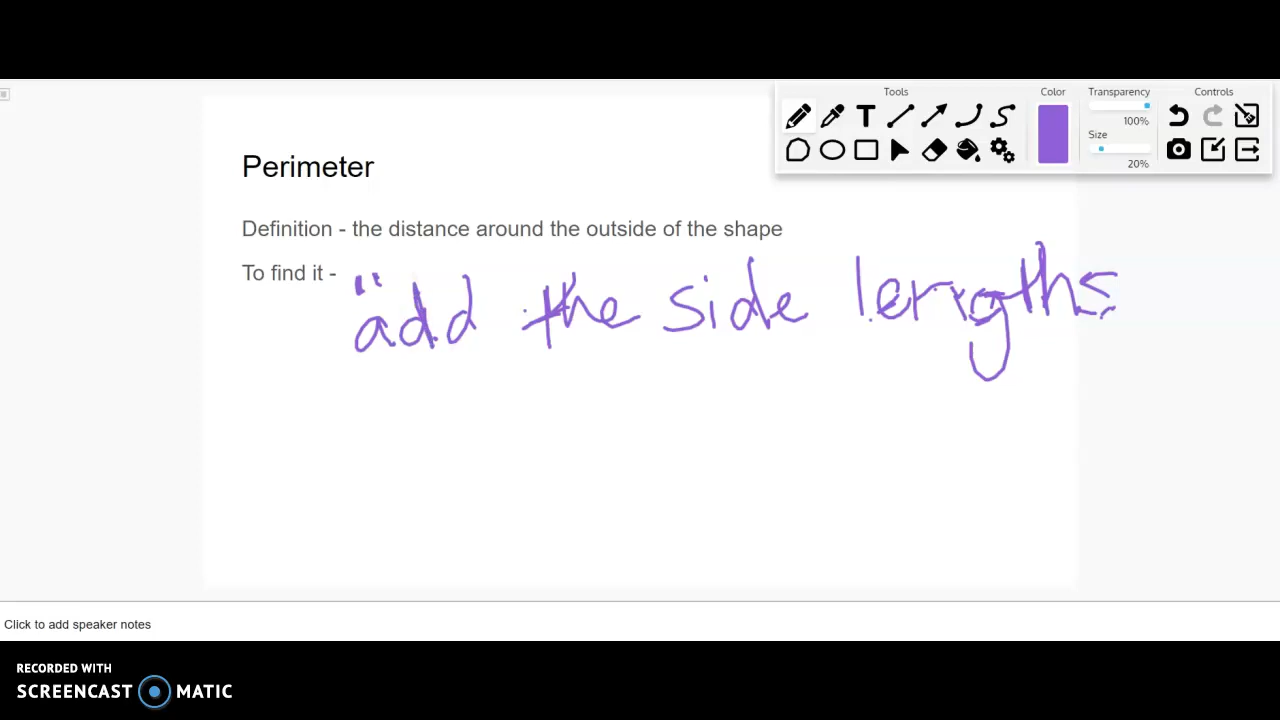 Tools
Color
Transparency
Controls
100%
Size
20%
Perimeter
Definition - the distance around the outside of the shape
To find it - "add the side lengths
Click to add speaker notes
RECORDED WITH
SCREENCAST MATIC